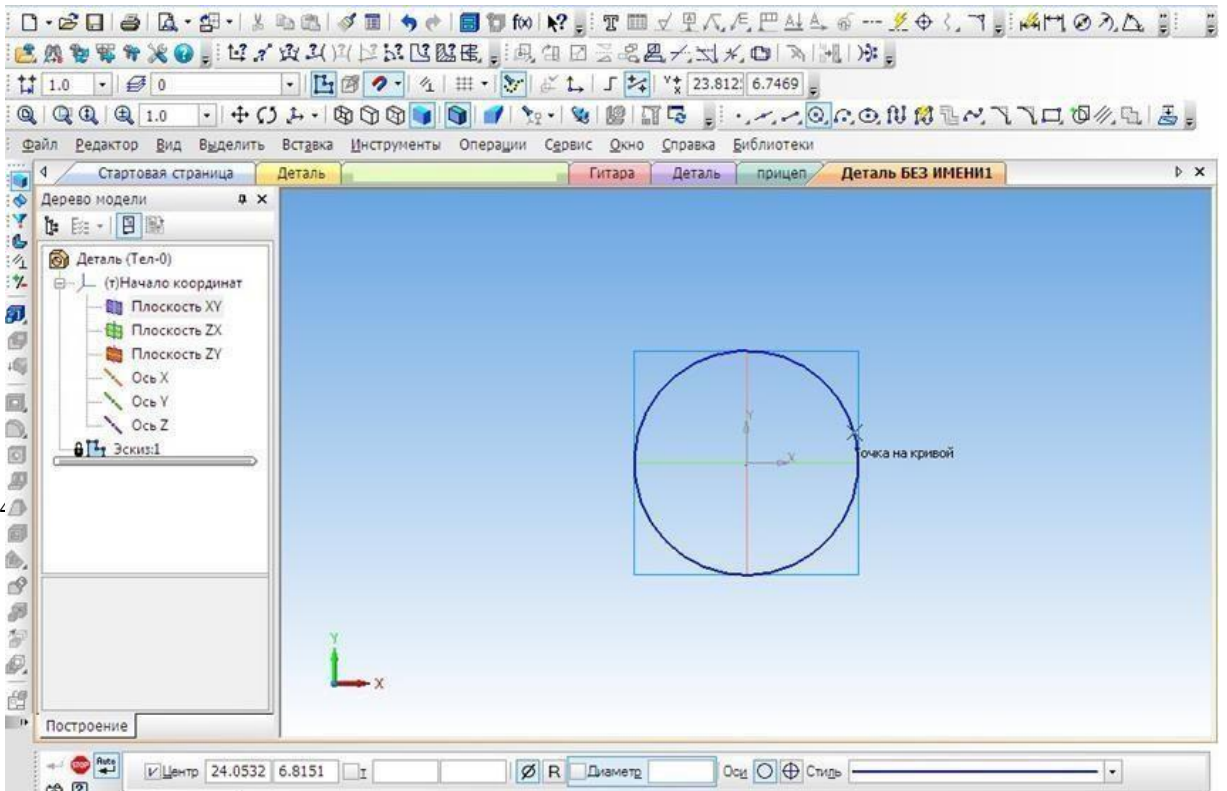 f(x)
1.0
0
23.812
6.7469
1.0
Файл Редактор Вид Выделить Вставка Инструменты Операции Сервис Окно Справка Библиотеки
Стартовая страница Деталь Гитара Деталь прицеп Деталь БЕЗ ИМЕНИ1
Дерево модели
Деталь (Тел-0)
(т)Начало координат
Плоскость XY
Плоскость ZX
Плоскость ZY
Ось X
Ось Y
Ось Z
Эскиз:1
Построение
Y
X
очка на кривой
Y
X
Auto
Центр 24.0532 6.8151 т Ø R Диаметр Оси Стиль